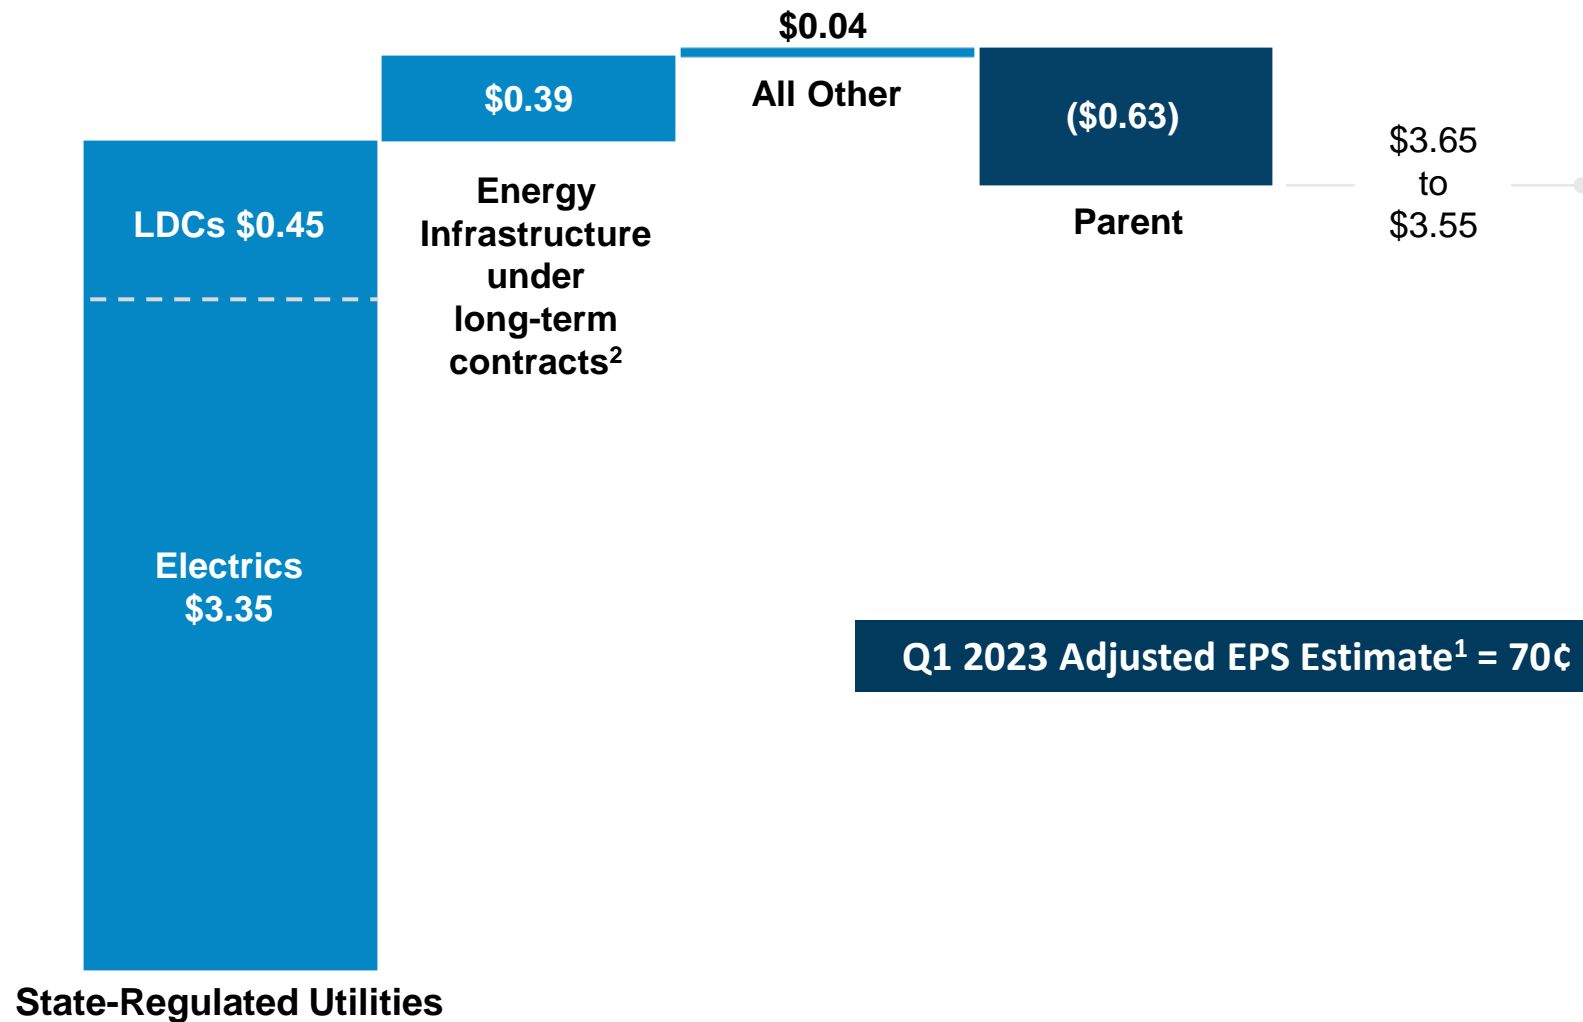 $0.04
$0.39
All Other
($0.63)
$3.65
to
$3.55
Energy
Infrastructure
under
long-term
contracts²
Parent
LDCs $0.45
Electrics
$3.35
Q1 2023 Adjusted EPS Estimate¹ = 70¢
State-Regulated Utilities